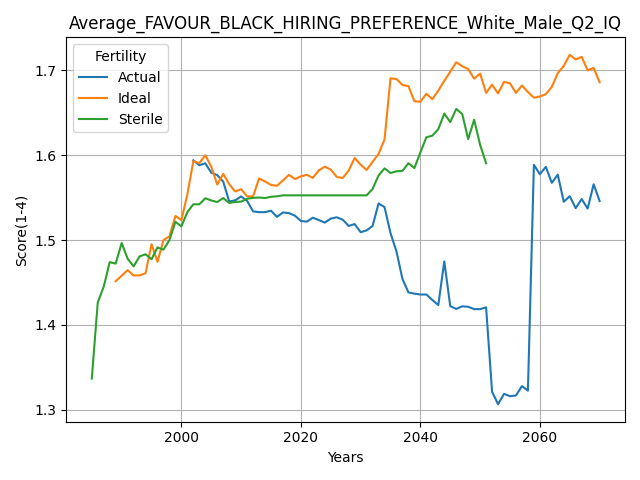 Average_FAVOUR_BLACK_HIRING_PREFERENCE_White_Male_Q2_IQ
Fertility
Actual
Ideal
Sterile
Score(1-4)
1.7
1.6
1.5
1.4
1.3
2000 2020 2040 2060
Years